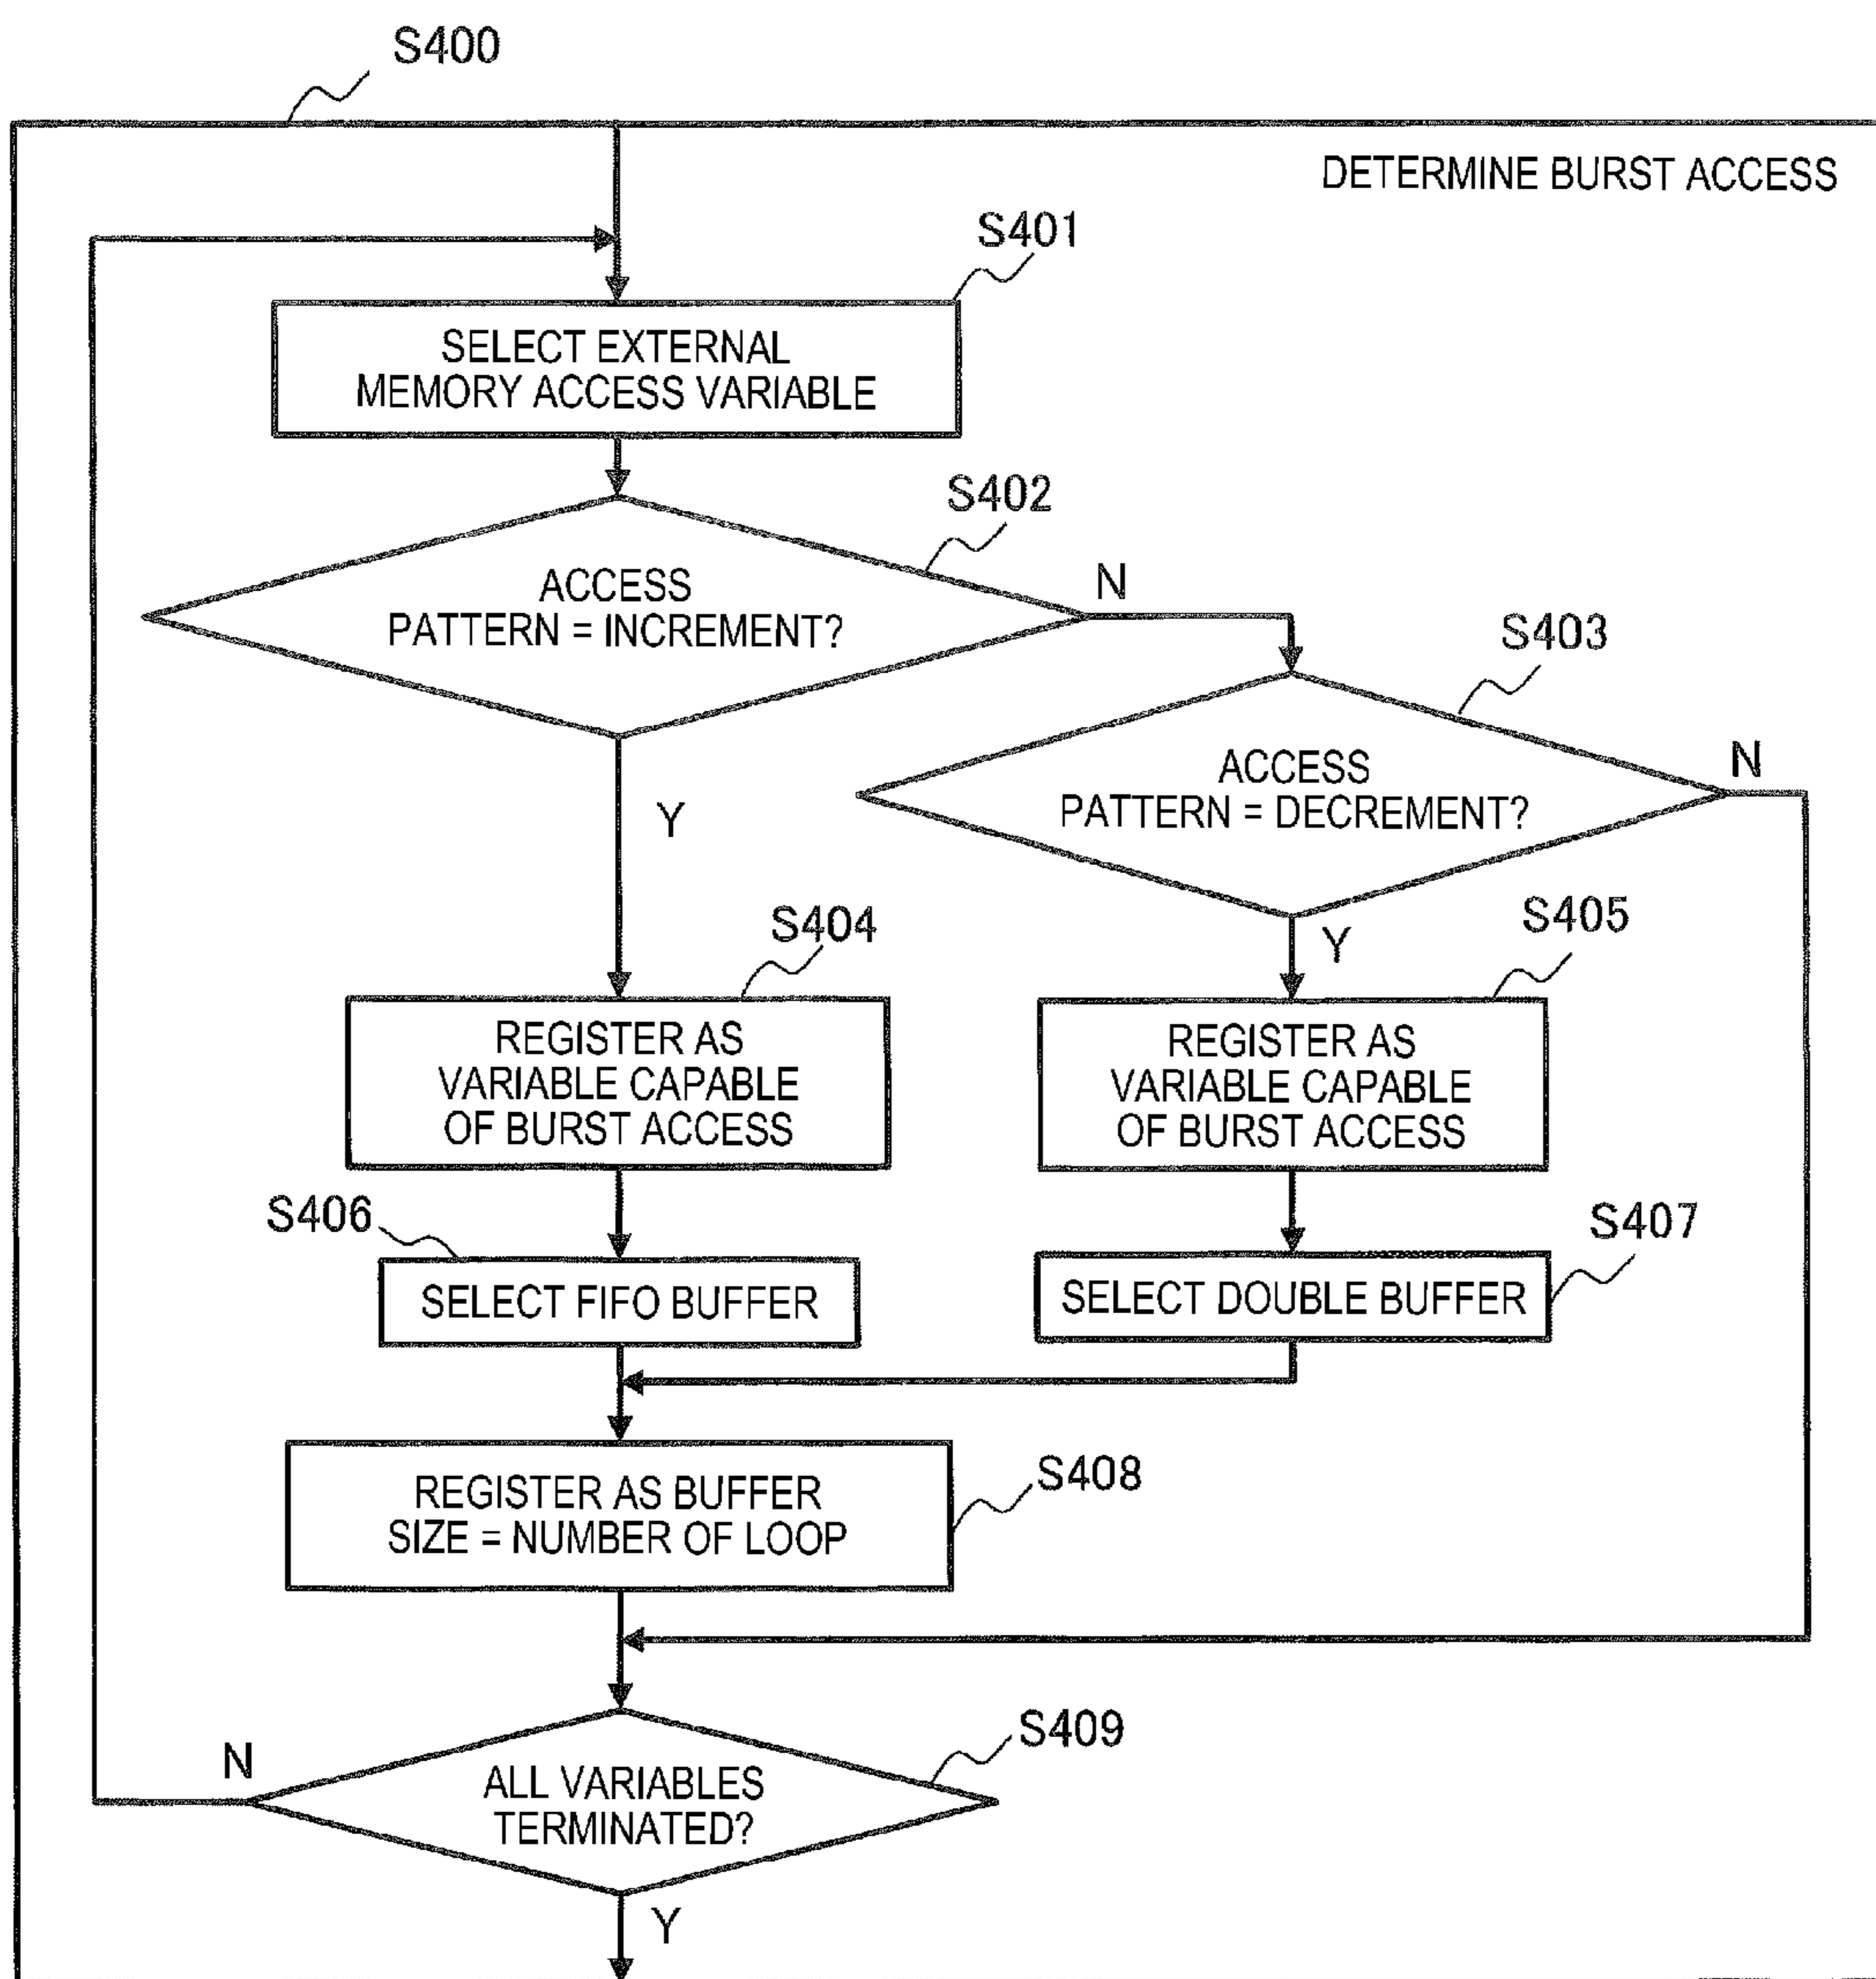 S400
DETERMINE BURST ACCESS
S401
SELECT EXTERNAL
MEMORY ACCESS VARIABLE
S402
ACCESS
PATTERN = INCREMENT?
N
S403
ACCESS
PATTERN = DECREMENT?
N
Y
S404
REGISTER AS
VARIABLE CAPABLE
OF BURST ACCESS
Y
S405
REGISTER AS
VARIABLE CAPABLE
OF BURST ACCESS
S406
SELECT FIFO BUFFER
S407
SELECT DOUBLE BUFFER
REGISTER AS BUFFER
SIZE = NUMBER OF LOOP
S408
S409
N
ALL VARIABLES
TERMINATED?
Y